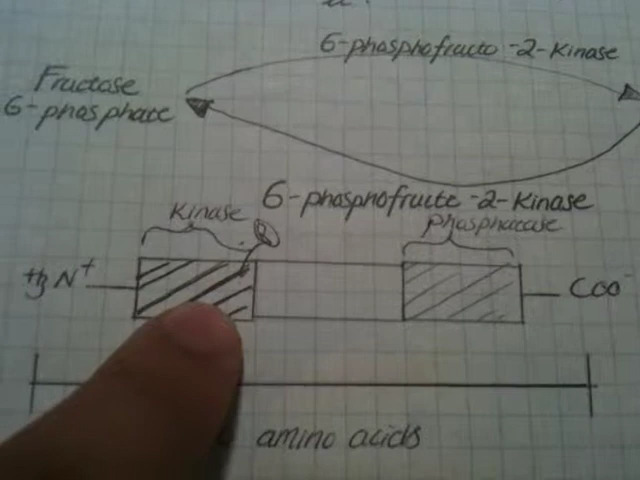 6-phosphofructo-2-kinase
Fructose
6-phosphate
6-phosphofructo-2-kinase
Kinase
phosphatase
P
+H3N+
COO-
amino acids